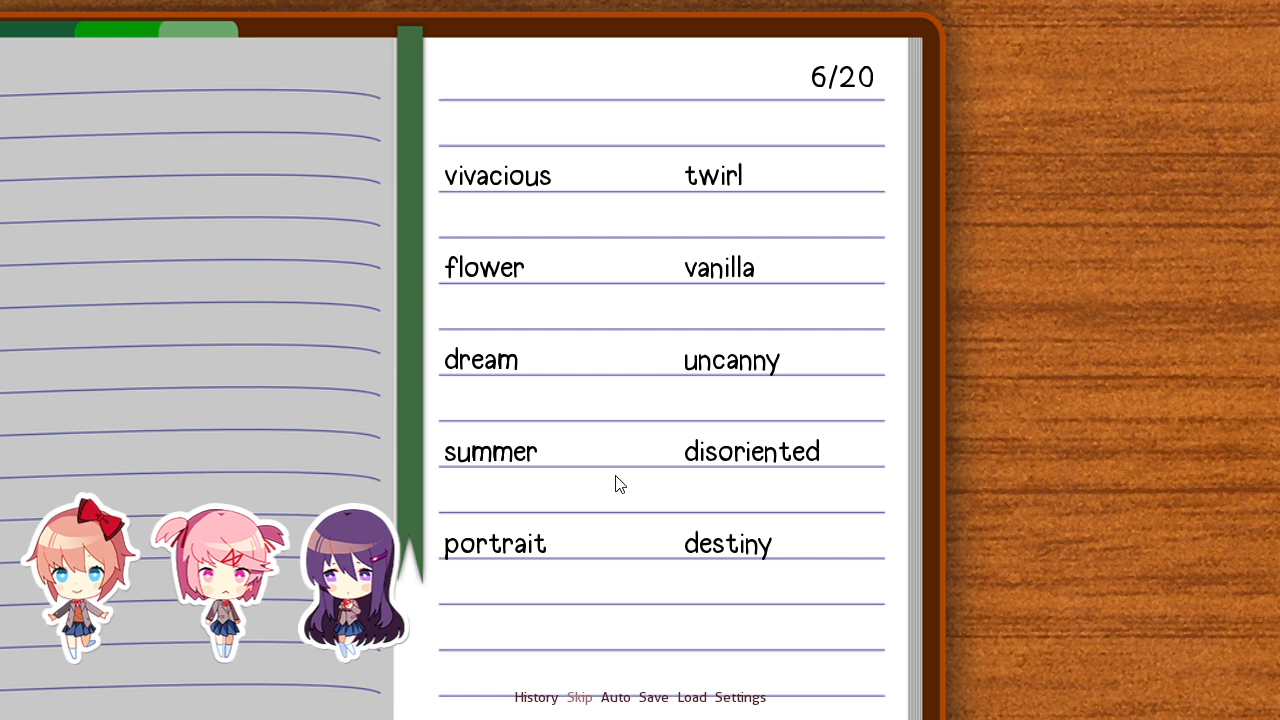 6/20
vivacious twirl
flower vanilla
dream uncanny
summer disoriented
portrait destiny
History Skip Auto Save Load Settings